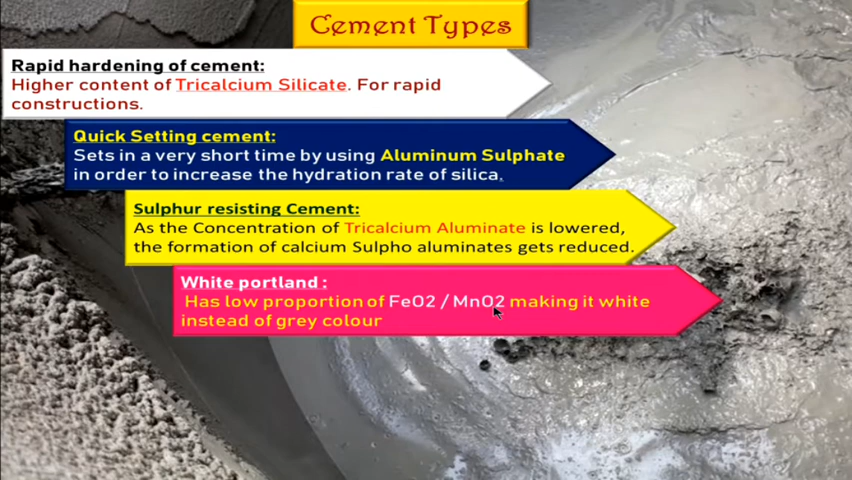 Cement Types
Rapid hardening of cement:
Higher content of Tricalcium Silicate. For rapid
constructions.
Quick Setting cement:
Sets in a very short time by using Aluminum Sulphate
in order to increase the hydration rate of silica.
Sulphur resisting Cement:
As the Concentration of Tricalcium Aluminate is lowered,
the formation of calcium Sulpho aluminates gets reduced.
White portland :
Has low proportion of FeO2 / MnO2 making it white
instead of grey colour